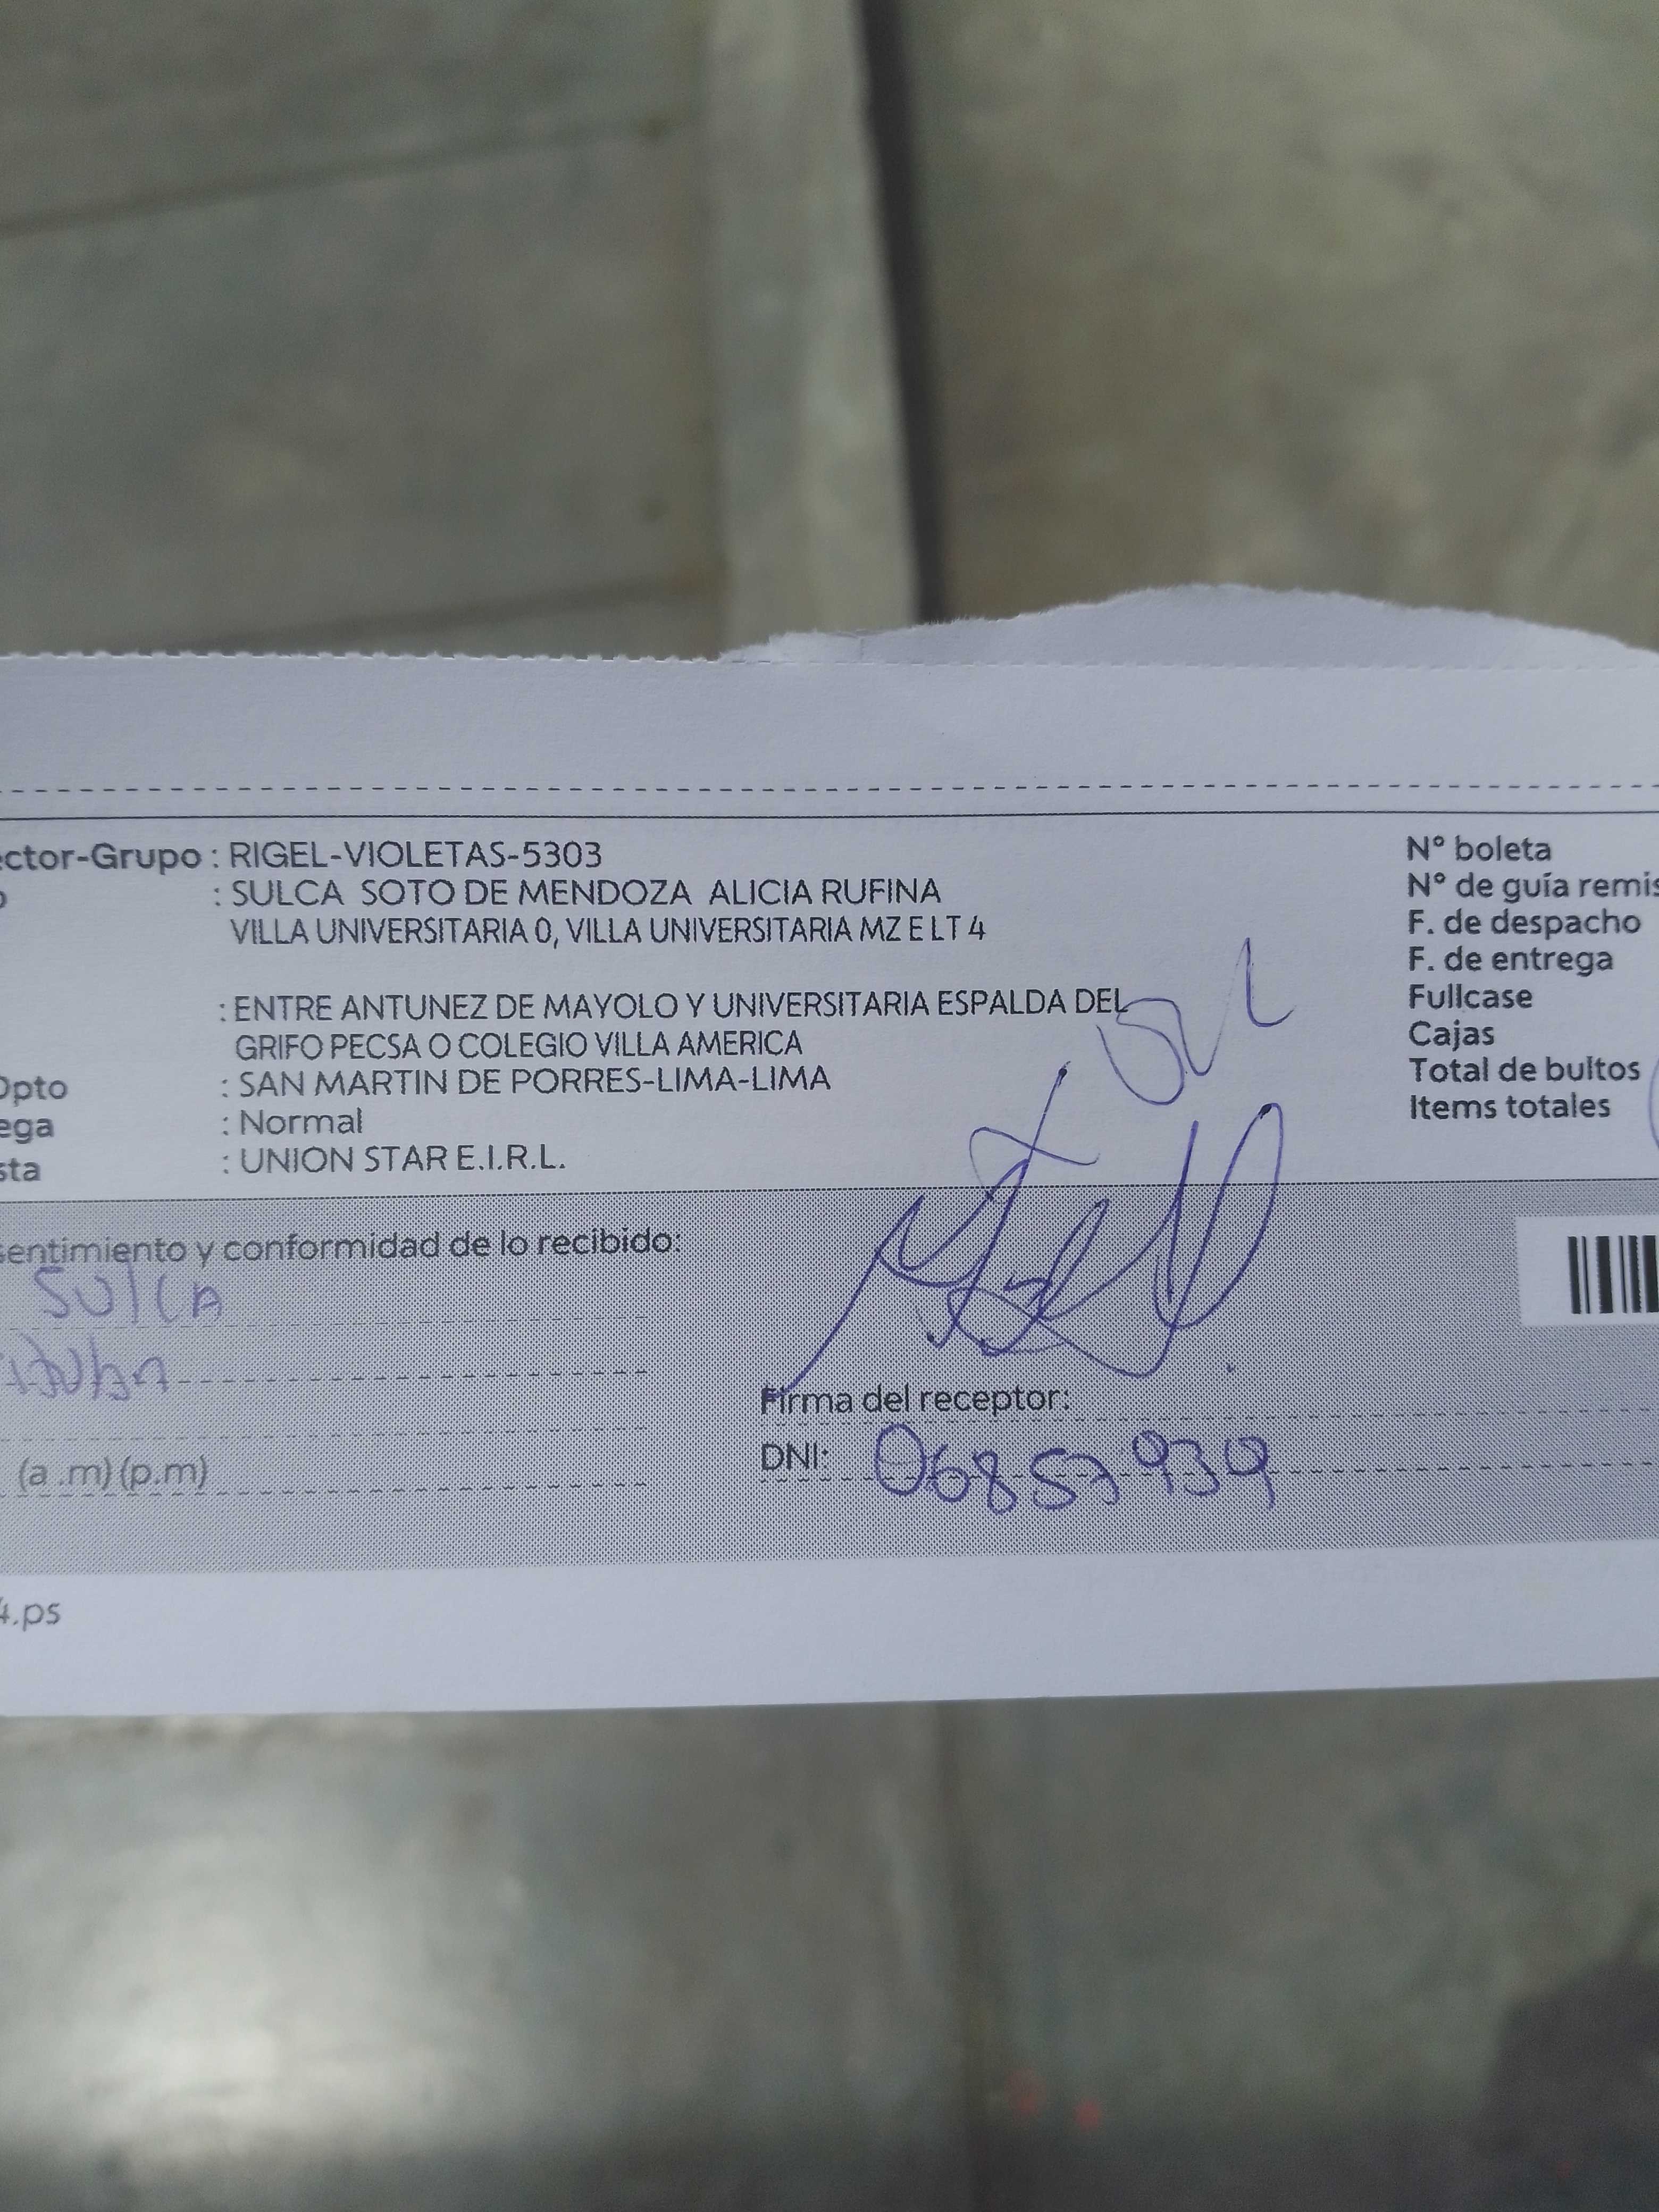 ector-Grupo : RIGEL-VIOLETAS-5303
o : SULCA SOTO DE MENDOZA ALICIA RUFINA
VILLA UNIVERSITARIA 0, VILLA UNIVERSITARIA MZ E LT 4
: ENTRE ANTUNEZ DE MAYOLO Y UNIVERSITARIA ESPALDA DEL
GRIFO PECSA O COLEGIO VILLA AMERICA
Dpto : SAN MARTIN DE PORRES-LIMA-LIMA
ega : Normal
sta : UNION STAR E.I.R.L.
N° boleta
N° de guía remis
F. de despacho
F. de entrega
Fullcase
Cajas
Total de bultos
Items totales
sentimiento y conformidad de lo recibido:
SUlCA
(a .m) (p.m)
Firma del receptor:
DNI: 06857939
4.ps